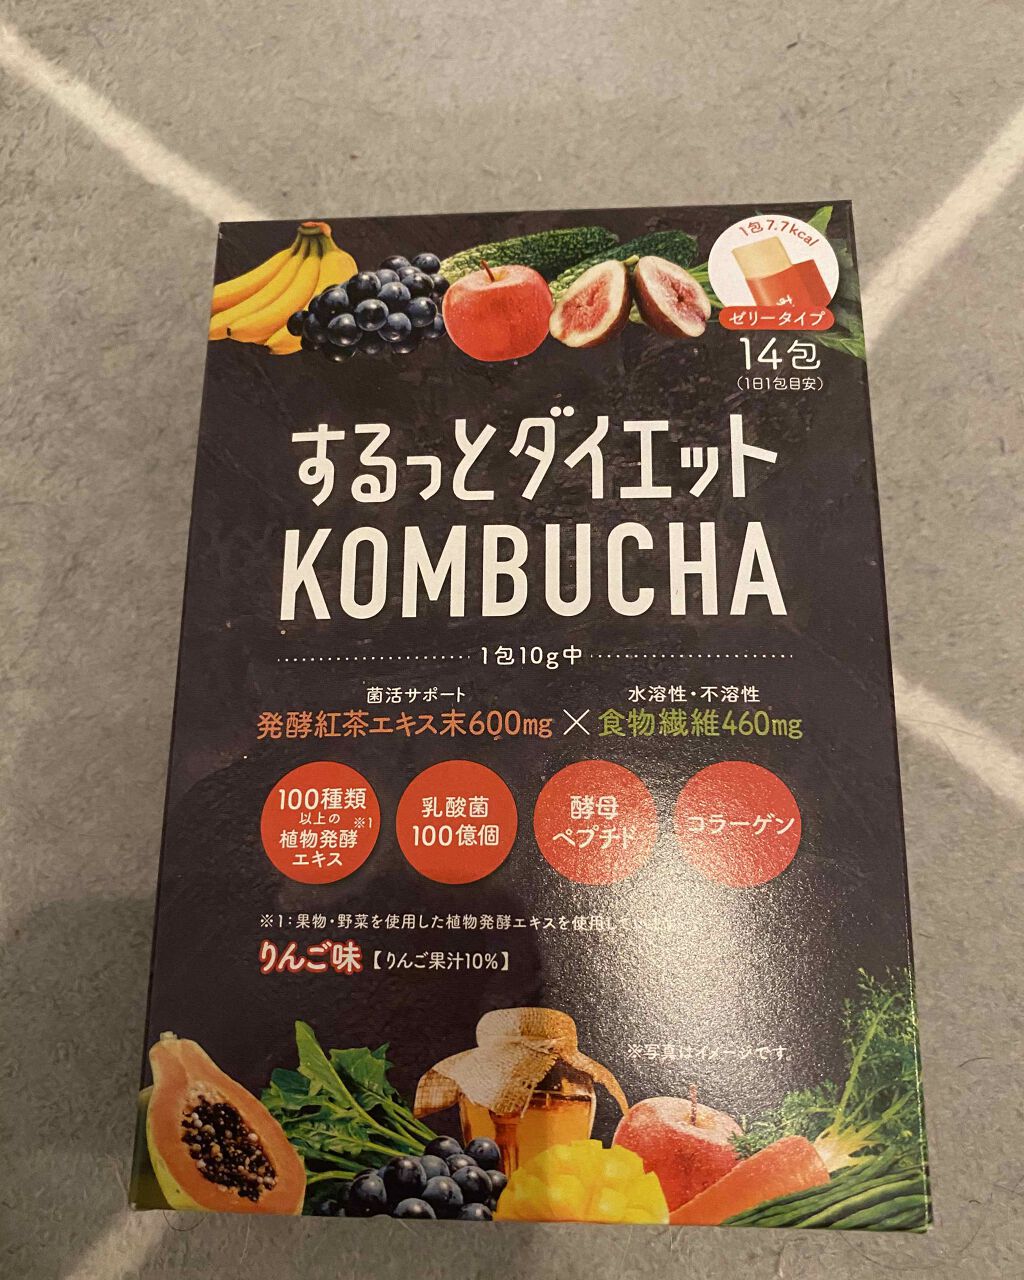 1包7.7kcal
ゼリータイプ
14包
(1日1包目安)
するっとダイエット
KOMBUCHA
1包10g中
菌活サポート
発酵紅茶エキス末600mg
×
水溶性・不溶性
食物繊維460mg
100種類
以上の ※1
植物発酵
エキス
乳酸菌
100億個
酵母
ペプチド
コラーゲン
※1:果物・野菜を使用した植物発酵エキスを使用しています。
りんご味【りんご果汁10%】
※写真はイメージです。